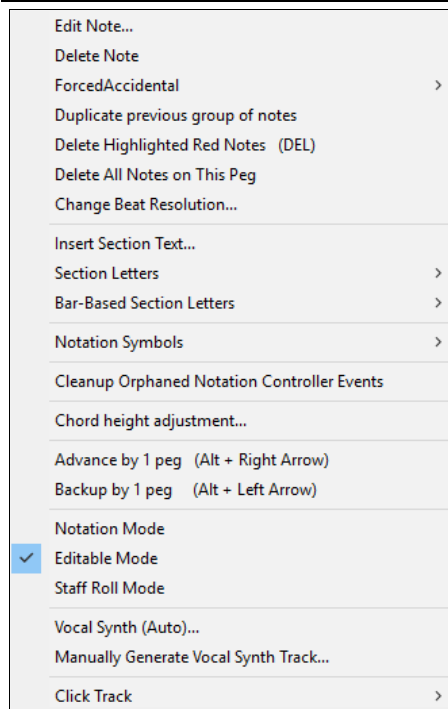 Edit Note...
Delete Note
ForcedAccidental
Duplicate previous group of notes
Delete Highlighted Red Notes (DEL)
Delete All Notes on This Peg
Change Beat Resolution...
Insert Section Text...
Section Letters
Bar-Based Section Letters
Notation Symbols
Cleanup Orphaned Notation Controller Events
Chord height adjustment...
Advance by 1 peg (Alt + Right Arrow)
Backup by 1 peg (Alt + Left Arrow)
Notation Mode
Editable Mode
Staff Roll Mode
Vocal Synth (Auto)...
Manually Generate Vocal Synth Track...
Click Track